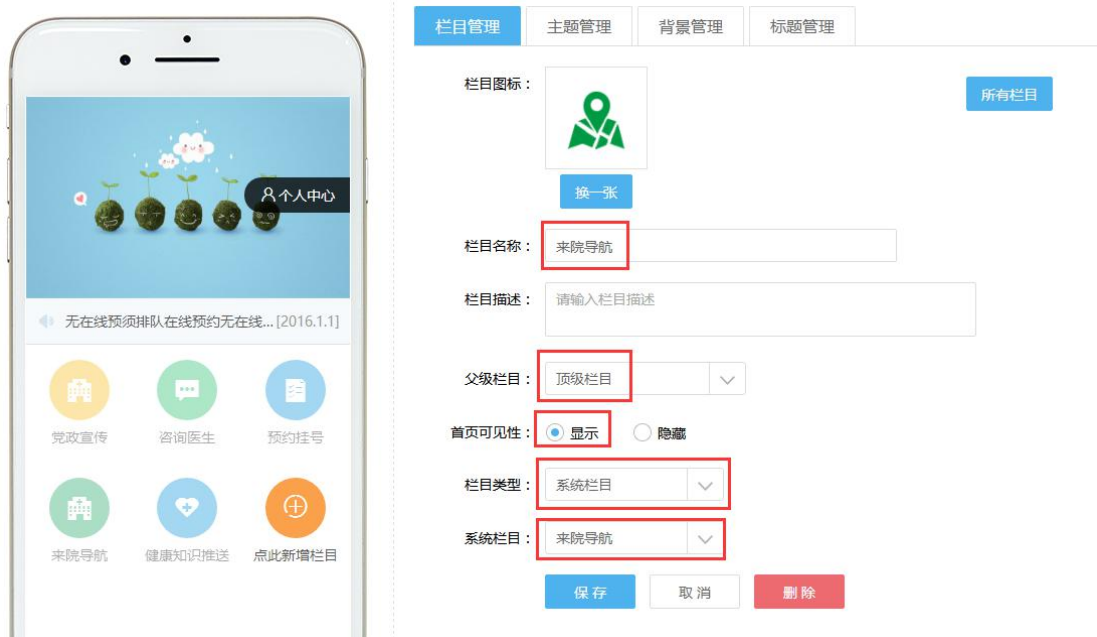 个人中心
无在线预须排队在线预约无在线... [2016.1.1]
党政宣传
咨询医生
预约挂号
来院导航
健康知识推送
点此新增栏目
栏目管理
主题管理
背景管理
标题管理
栏目图标：
所有栏目
换一张
栏目名称：
来院导航
栏目描述：
请输入栏目描述
父级栏目：
顶级栏目
首页可见性：
显示
隐藏
栏目类型：
系统栏目
系统栏目：
来院导航
保存
取消
删除